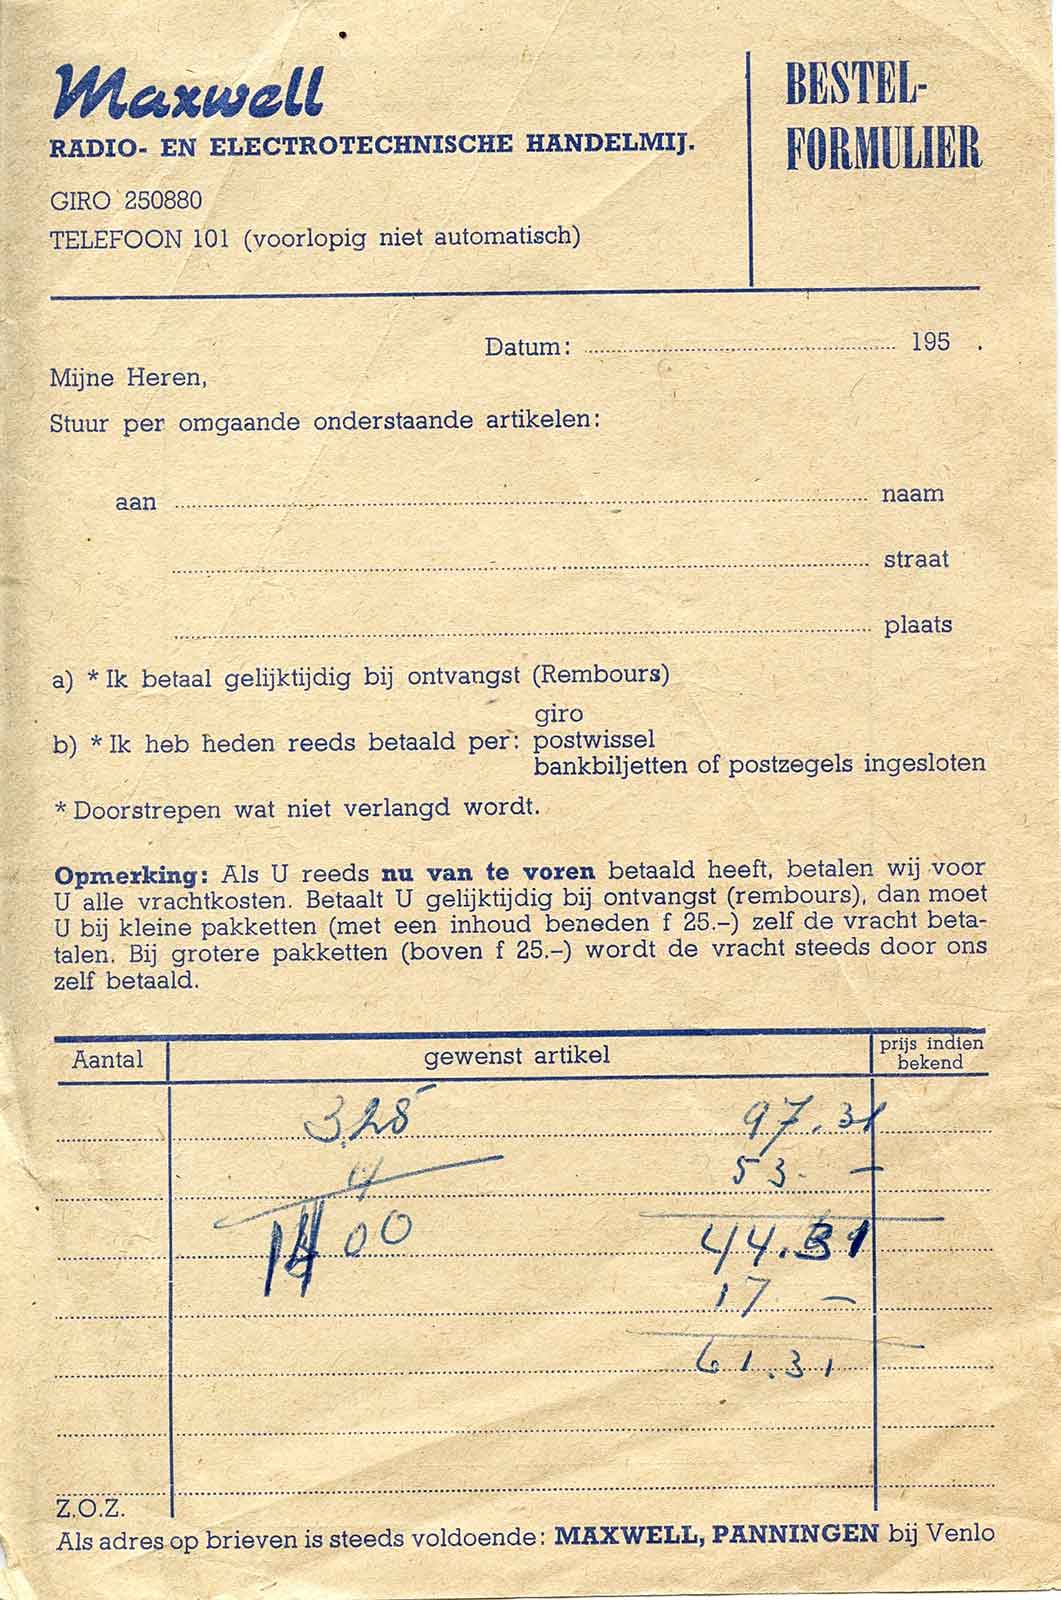 Maxwell
BESTEL-
FORMULIER
RADIO- EN ELECTROTECHNISCHE HANDELMIJ.
GIRO 250880
TELEFOON 101 (voorlopig niet automatisch)
Datum: 195 .
Mijne Heren,
Stuur per omgaande onderstaande artikelen:
aan naam
straat
plaats
a) * Ik betaal gelijktijdig bij ontvangst (Rembours)
giro
b) * Ik heb heden reeds betaald per: postwissel
bankbiljetten of postzegels ingesloten
* Doorstrepen wat niet verlangd wordt.
Opmerking: Als U reeds nu van te voren betaald heeft, betalen wij voor
U alle vrachtkosten. Betaalt U gelijktijdig bij ontvangst (rembours), dan moet
U bij kleine pakketten (met een inhoud beneden f 25.-) zelf de vracht beta-
talen. Bij grotere pakketten (boven f 25.-) wordt de vracht steeds door ons
zelf betaald.
Aantal gewenst artikel prijs indien
bekend
3.25 97.31
4 53. -
00 44.31
17 -
61.31
Z.O.Z.
Als adres op brieven is steeds voldoende: MAXWELL, PANNINGEN bij Venlo